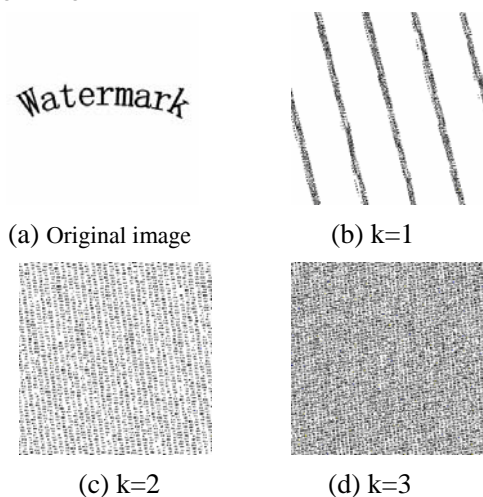 Watermark
(a) Original image
(b) k=1
(c) k=2
(d) k=3